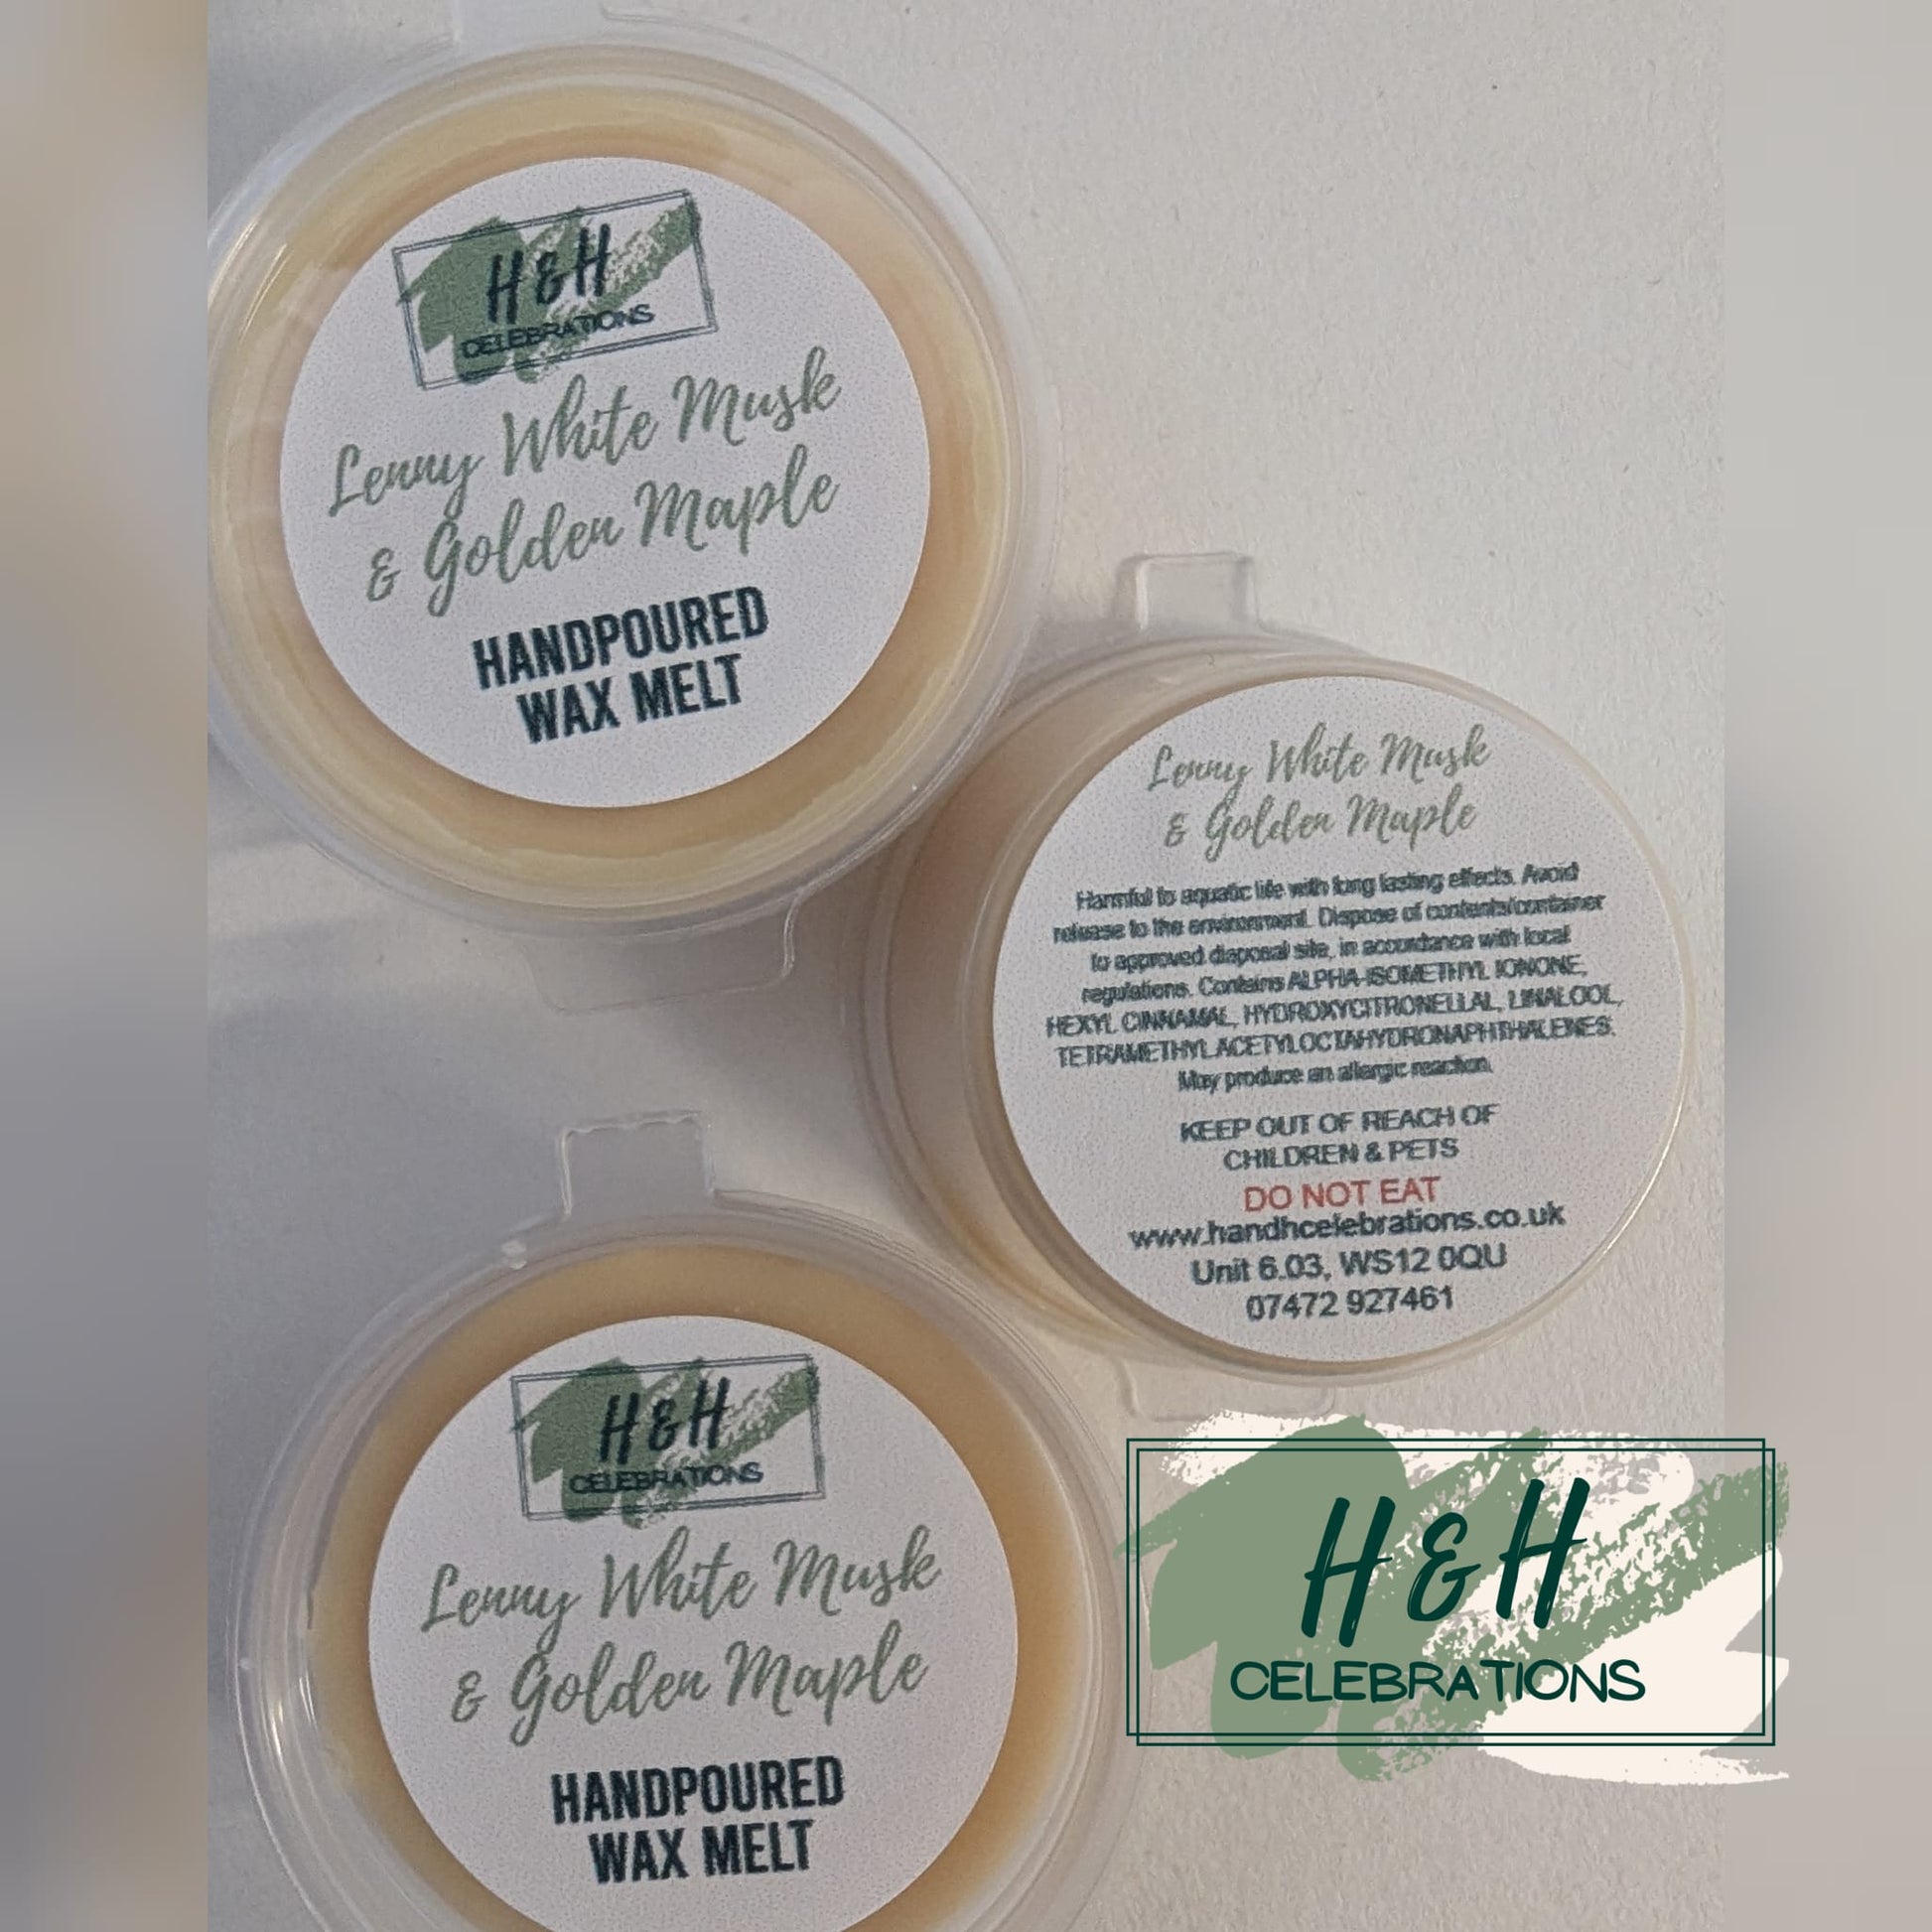 H & H
CELEBRATIONS
Lenny White Musk
& Golden Maple
HANDPOURED
WAX MELT
Lenny White Musk
& Golden Maple
Harmful to aquatic life with long lasting effects. Avoid
release to the environment. Dispose of contents/container
to approved disposal site, in accordance with local
regulations. Contains ALPHA-ISOMETHYL IONONE,
HEXYL CINNAMAL, HYDROXYCITRONELLAL, LINALOOL,
TETRAMETHYLACETYLOCTAHYDRONAPHTHALENES.
May produce an allergic reaction.
KEEP OUT OF REACH OF
CHILDREN & PETS
DO NOT EAT
www.handhcelebrations.co.uk
Unit 6.03, WS12 0QU
07472 927461
H & H
CELEBRATIONS
Lenny White Musk
& Golden Maple
HANDPOURED
WAX MELT
H & H
CELEBRATIONS